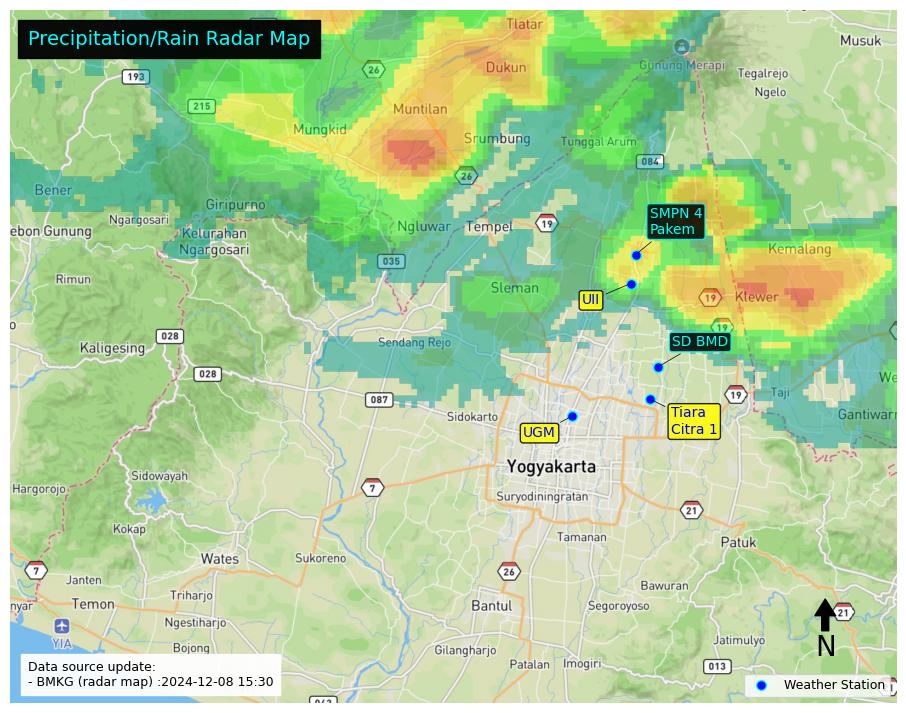 Precipitation/Rain Radar Map
Tlatar
Musuk
26
Gunung Merapi
193
Dukun
Tegalrejo
Ngelo
215
Muntilan
Mungkid
Srumbung
Tunggal Arum
084
26
Bener
Giripurno
Ngargosari
SMPN 4
Pakem
ebon Gunung
Kelurahan
Ngargosari
Ngluwar
Tempel
19
Kemalang
035
Rimun
Sleman
UII
19
Klewer
028
19
Kaligesing
Sendang Rejo
SD BMD
028
We
087
Taji
19
Sidokarto
Tiara
Citra 1
Gantiwarn
UGM
Yogyakarta
Sidowayah
Hargorojo
7
Suryodiningratan
21
Kokap
Tamanan
Patuk
Wates
Sukoreno
7
26
Janten
Bawuran
nyar
Temon
Triharjo
Bantul
Segoroyoso
21
Ngestiharjo
YIA
N
Bojong
Gilangharjo
Jatimulyo
Patalan
Imogiri
013
Data source update:
- BMKG (radar map) :2024-12-08 15:30
Weather Station